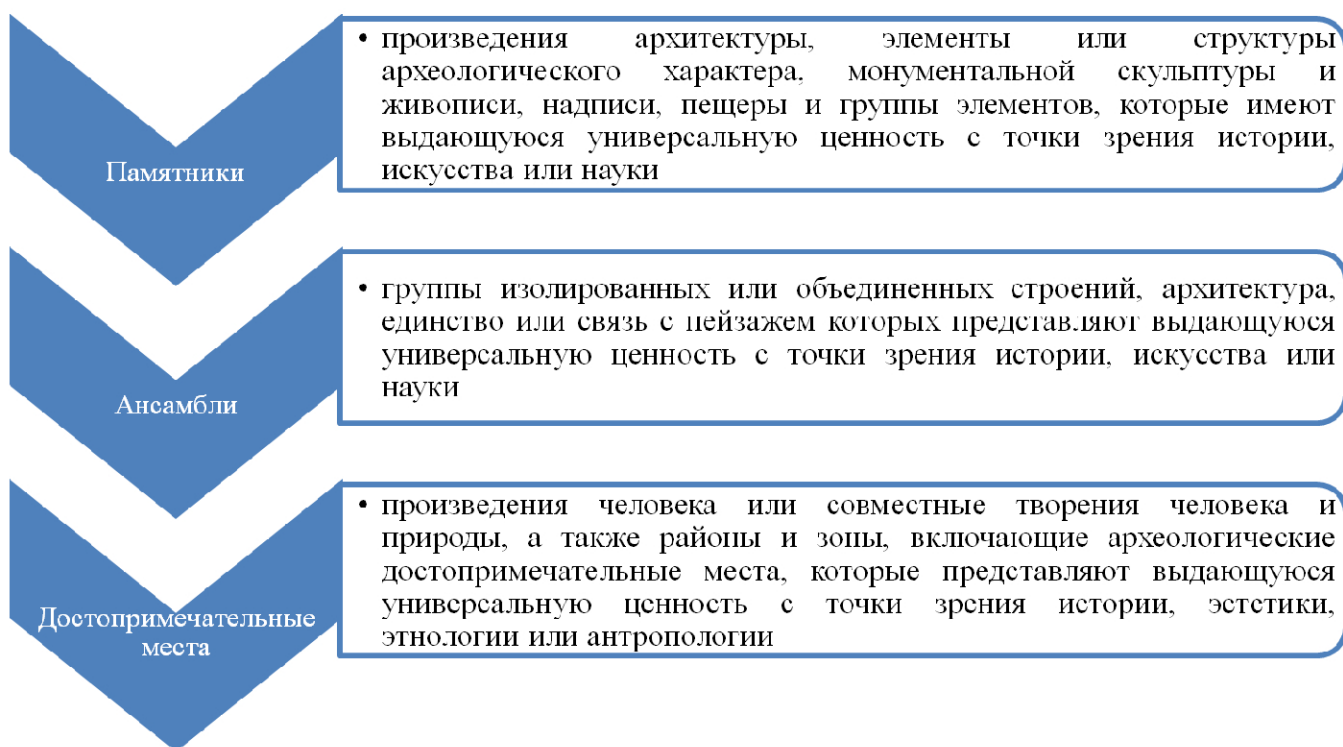 Памятники
• произведения архитектуры, элементы или структуры
археологического характера, монументальной скульптуры и
живописи, надписи, пещеры и группы элементов, которые имеют
выдающуюся универсальную ценность с точки зрения истории,
искусства или науки
Ансамбли
• группы изолированных или объединенных строений, архитектура,
единство или связь с пейзажем которых представляют выдающуюся
универсальную ценность с точки зрения истории, искусства или
науки
Достопримечательные
места
• произведения человека или совместные творения человека и
природы, а также районы и зоны, включающие археологические
достопримечательные места, которые представляют выдающуюся
универсальную ценность с точки зрения истории, эстетики,
этнологии или антропологии